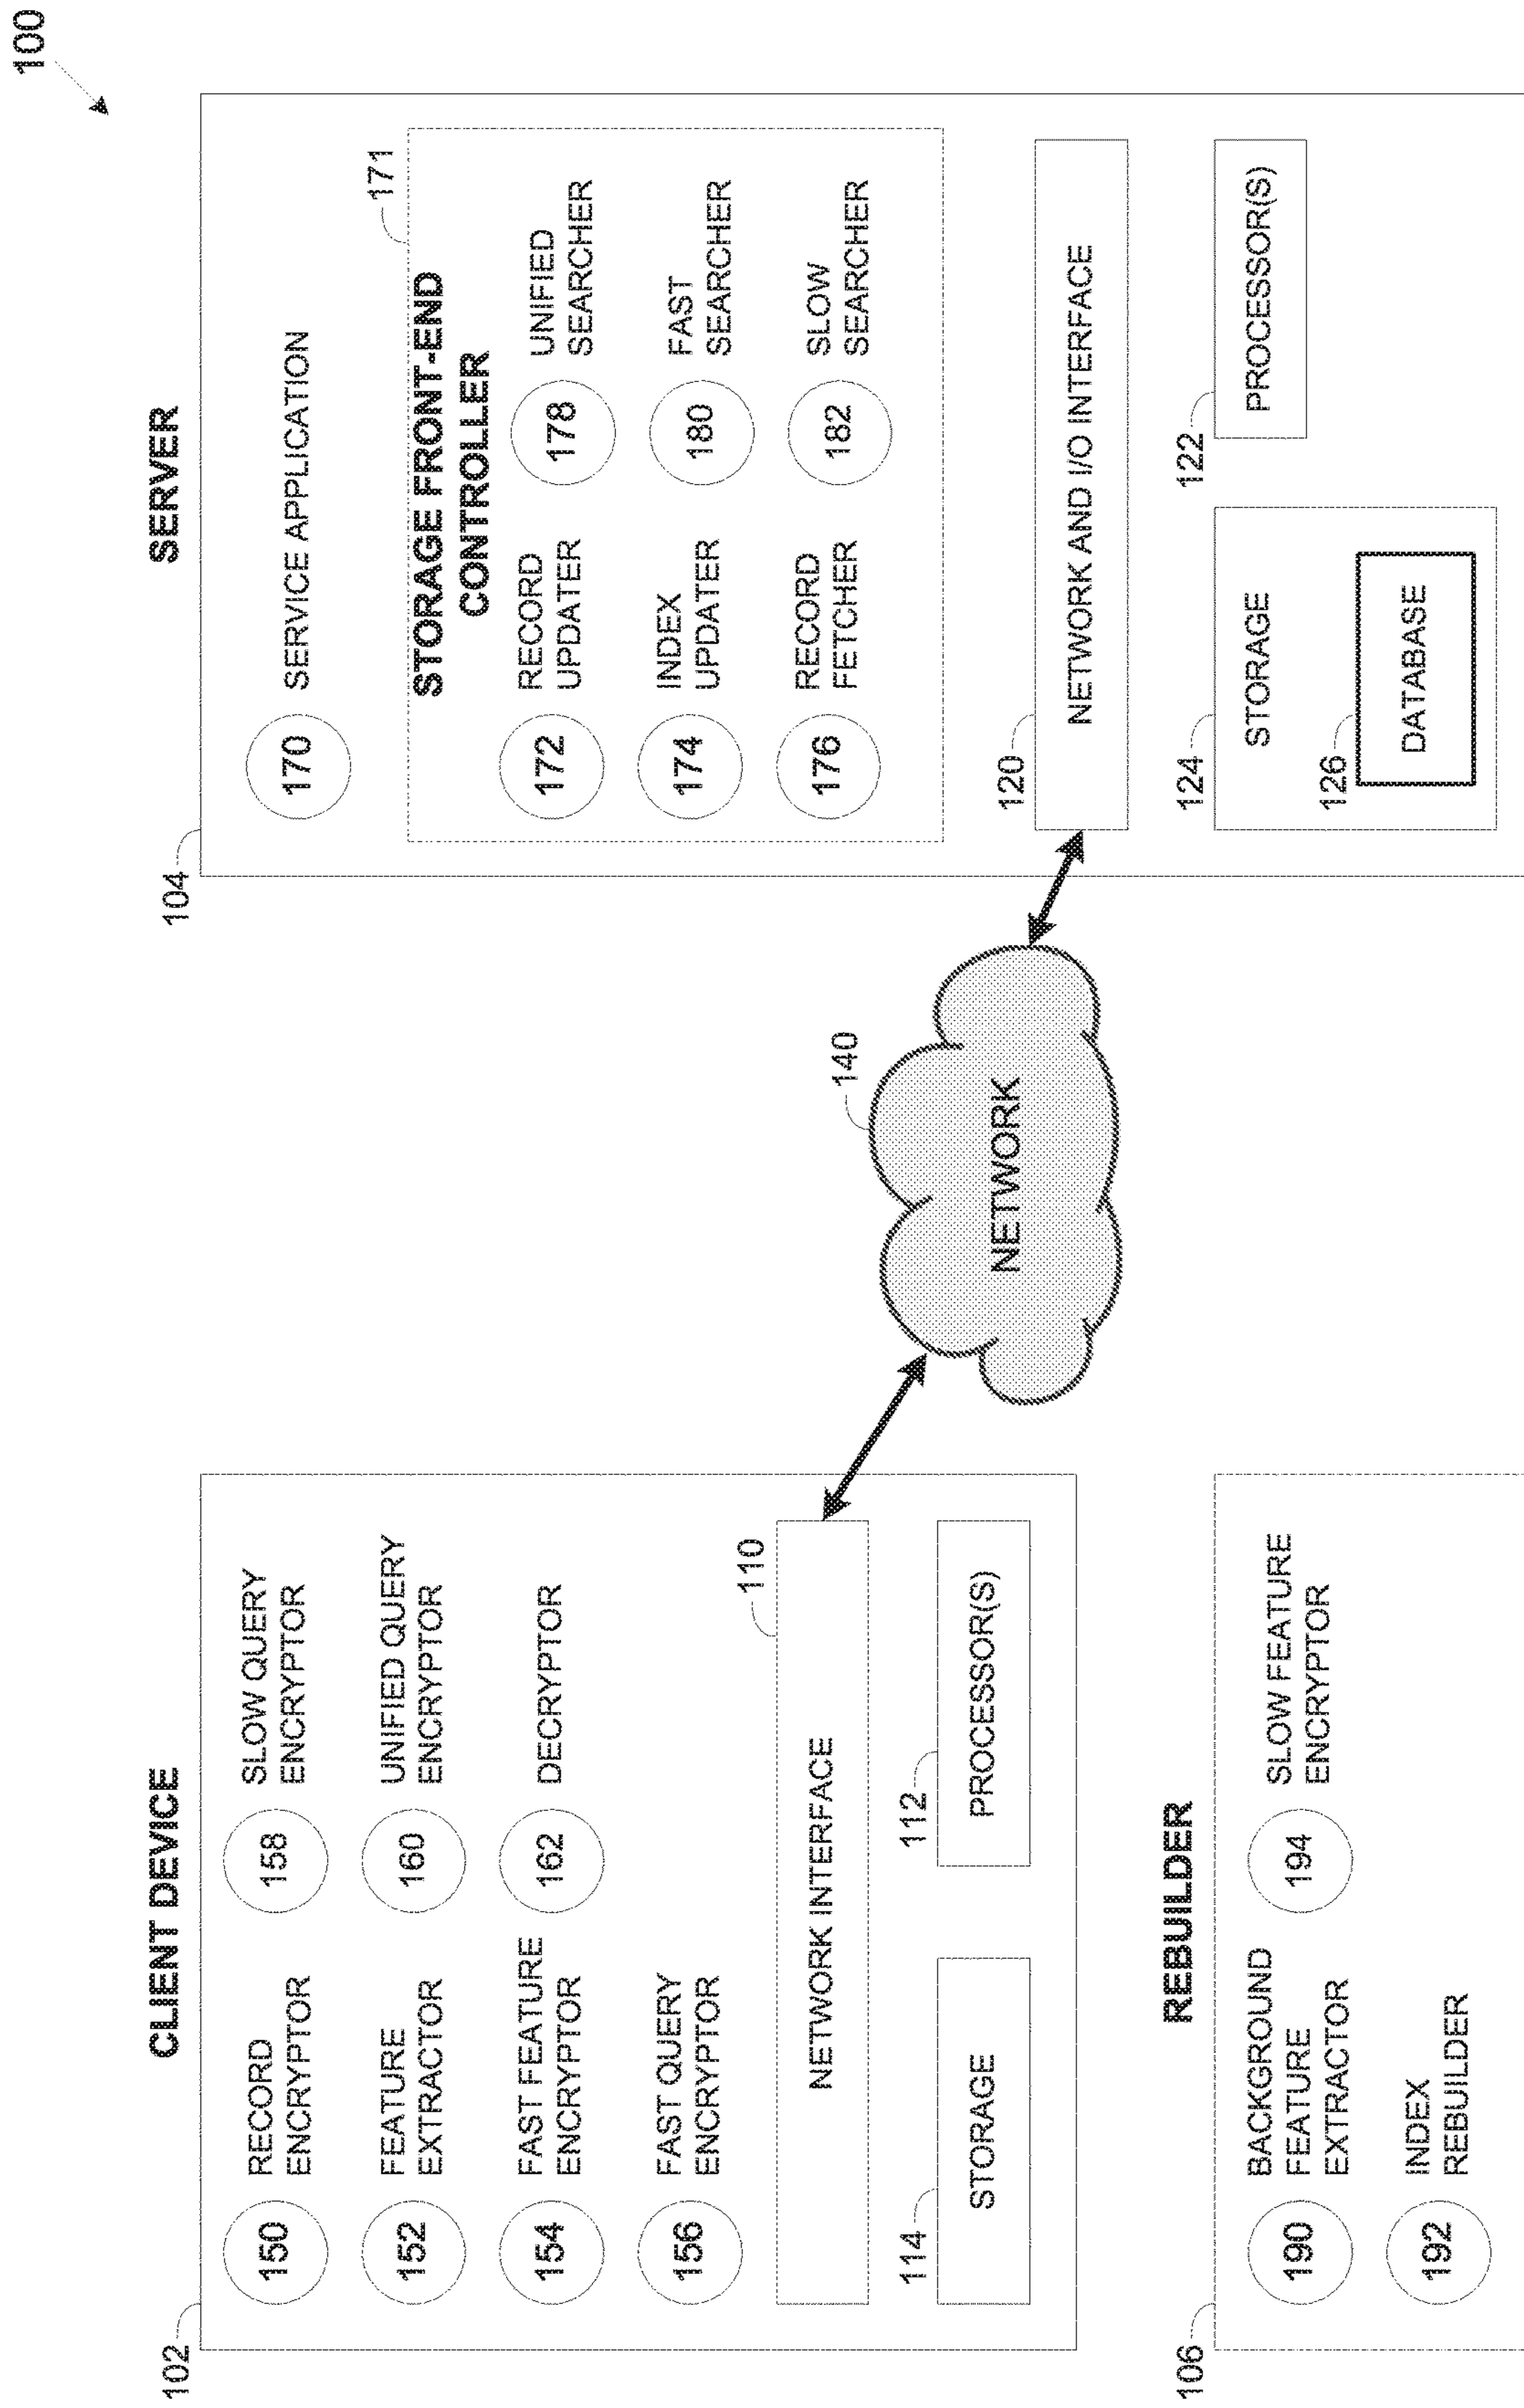 100
CLIENT DEVICE
102
150
RECORD
ENCRYPTOR
158
SLOW QUERY
ENCRYPTOR
152
FEATURE
EXTRACTOR
160
UNIFIED QUERY
ENCRYPTOR
154
FAST FEATURE
ENCRYPTOR
162
DECRYPTOR
156
FAST QUERY
ENCRYPTOR
110
NETWORK INTERFACE
114
STORAGE
112
PROCESSOR(S)
REBUILDER
106
190
BACKGROUND
FEATURE
EXTRACTOR
194
SLOW FEATURE
ENCRYPTOR
192
INDEX
REBUILDER
140
NETWORK
SERVER
104
170
SERVICE APPLICATION
171
STORAGE FRONT-END
CONTROLLER
172
RECORD
UPDATER
178
UNIFIED
SEARCHER
174
INDEX
UPDATER
180
FAST
SEARCHER
176
RECORD
FETCHER
182
SLOW
SEARCHER
120
NETWORK AND I/O INTERFACE
124
STORAGE
122
PROCESSOR(S)
126
DATABASE